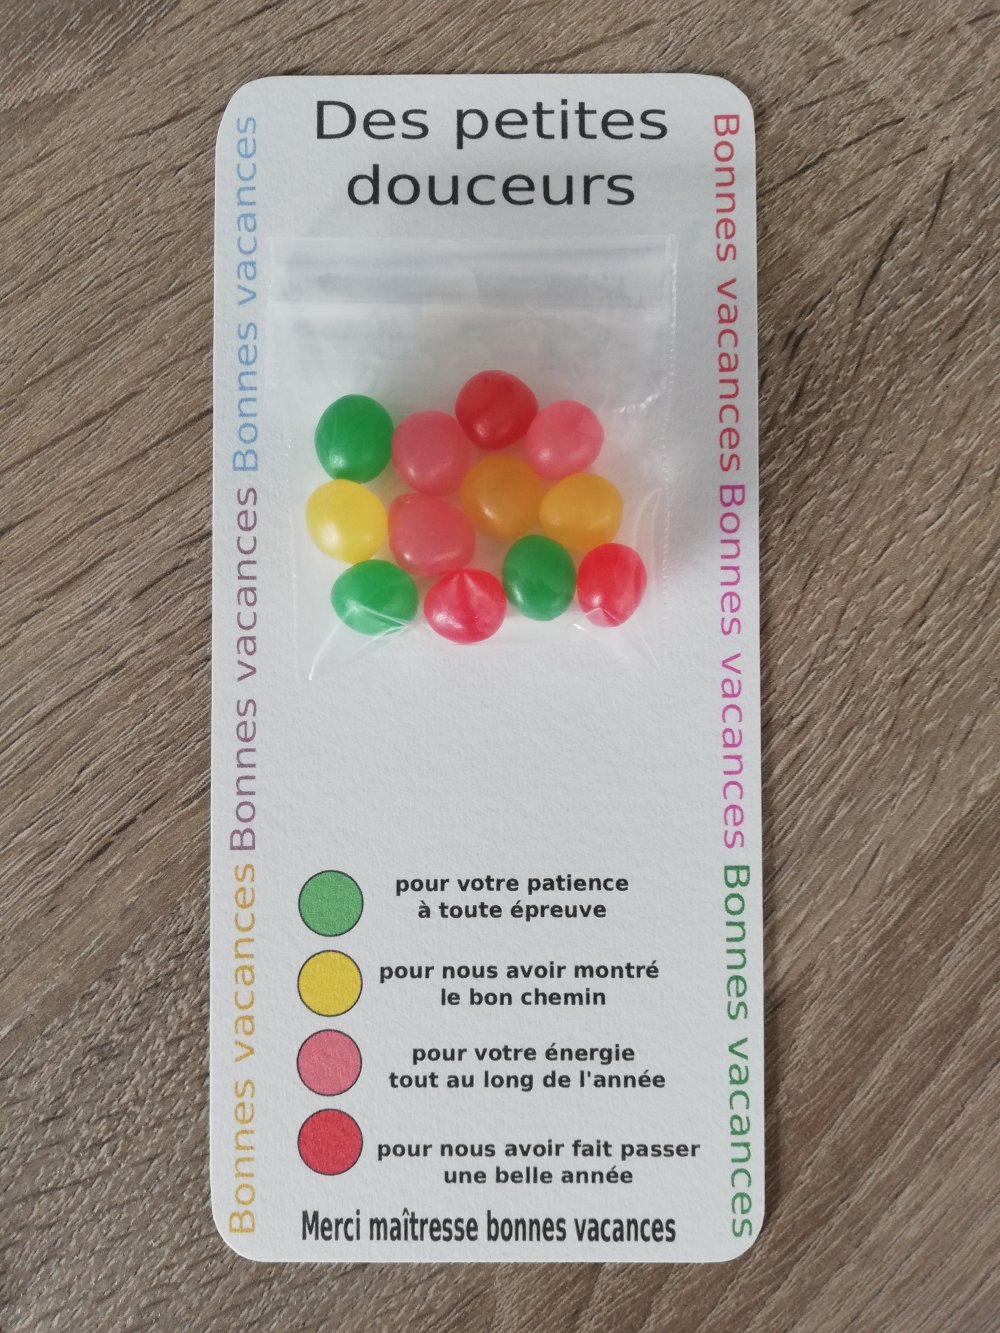 Des petites
douceurs
Bonnes vacances
Bonnes vacances
Bonnes vacances
Bonnes vacances
Bonnes vacances
Bonnes vacances
pour votre patience
à toute épreuve
pour nous avoir montré
le bon chemin
pour votre énergie
tout au long de l'année
pour nous avoir fait passer
une belle année
Merci maîtresse bonnes vacances